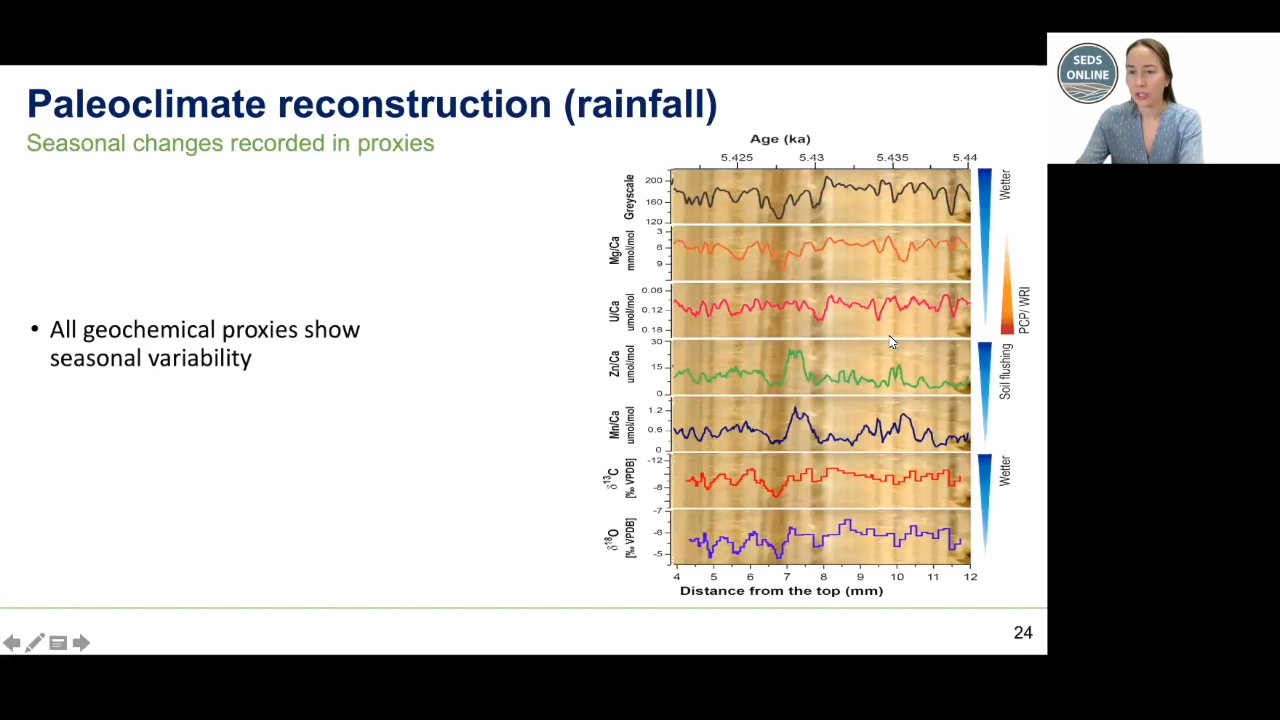 SEDS
ONLINE
Paleoclimate reconstruction (rainfall)
Seasonal changes recorded in proxies
• All geochemical proxies show
seasonal variability
Age (ka)
5.425 5.43 5.435 5.44
Greyscale
200
160
120
Mg/Ca
mmol/mol
3
6
9
U/Ca
umol/mol
0.06
0.12
0.18
Zn/Ca
umol/mol
30
15
0
Mn/Ca
umol/mol
1.2
0.6
0
δ13C
[‰ VPDB]
-12
-8
δ18O
[‰ VPDB]
-7
-6
-5
4 5 6 7 8 9 10 11 12
Distance from the top (mm)
Wetter
PCP/ WRI
Soil flushing
Wetter
24